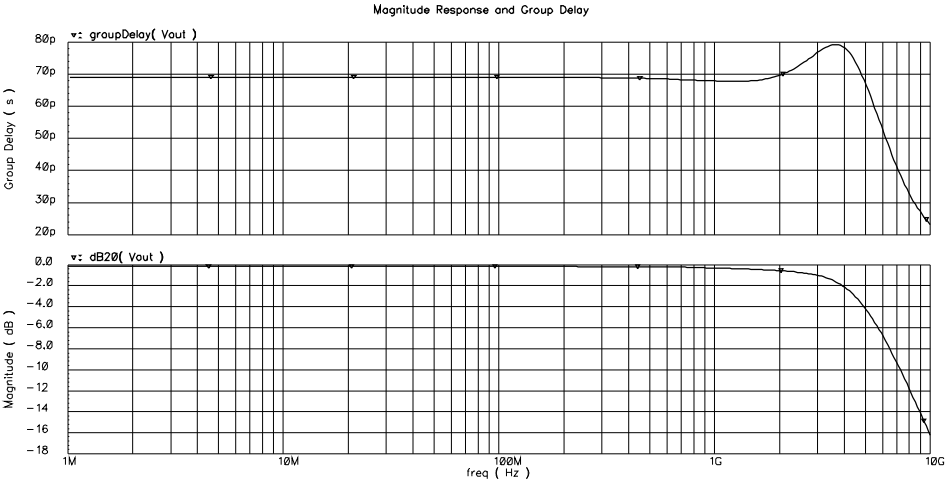 Magnitude Response and Group Delay
▼: groupDelay( Vout )
Group Delay ( s )
80p
70p
60p
50p
40p
30p
20p
▼: dB20( Vout )
Magnitude ( dB )
0.0
-2.0
-4.0
-6.0
-8.0
-10
-12
-14
-16
-18
1M 10M 100M 1G 10G
freq ( Hz )